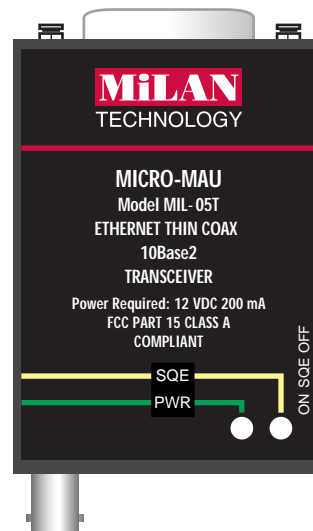 MiLAN
TECHNOLOGY
MICRO-MAU
Model MIL-05T
ETHERNET THIN COAX
10Base2
TRANSCEIVER
Power Required: 12 VDC 200 mA
FCC PART 15 CLASS A
COMPLIANT
SQE
PWR
ON SQE OFF